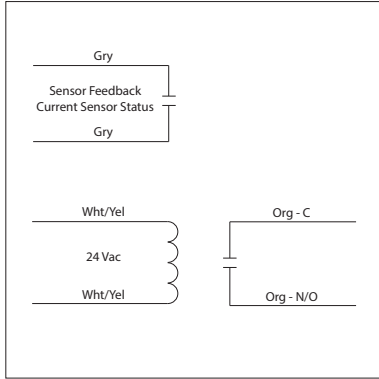 Gry
Sensor Feedback
Current Sensor Status
Gry
Wht/Yel
Org - C
24 Vac
Wht/Yel
Org - N/O